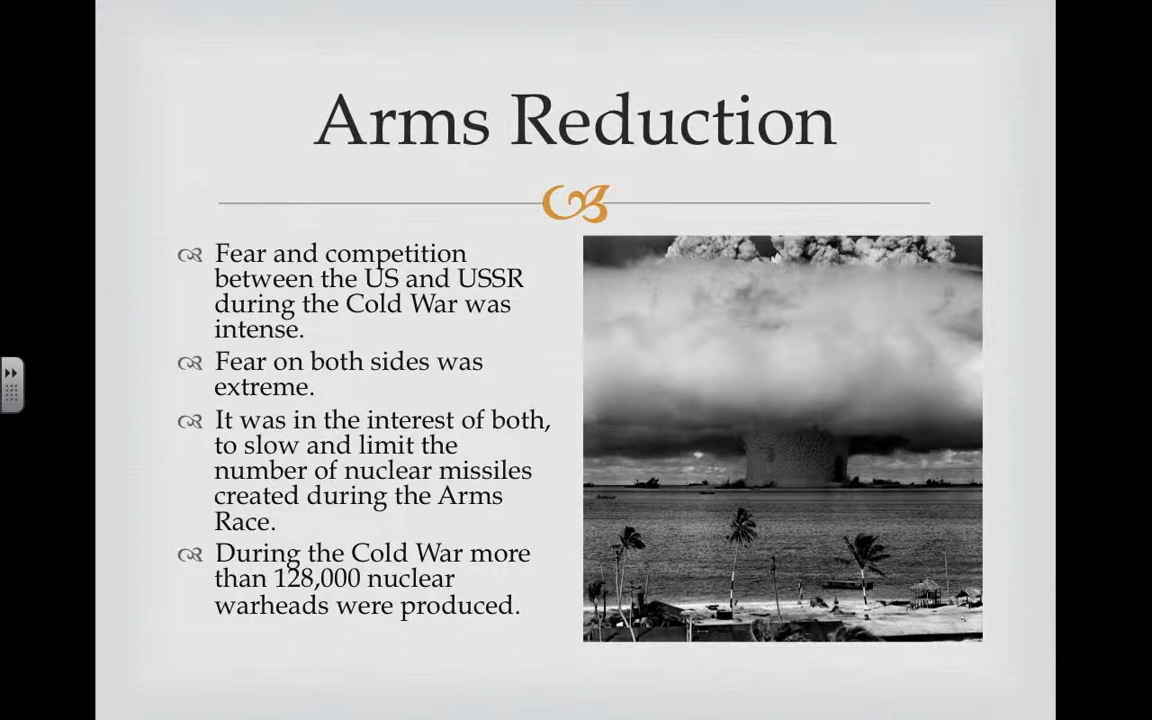 Arms Reduction
Fear and competition
between the US and USSR
during the Cold War was
intense.
Fear on both sides was
extreme.
It was in the interest of both,
to slow and limit the
number of nuclear missiles
created during the Arms
Race.
During the Cold War more
than 128,000 nuclear
warheads were produced.